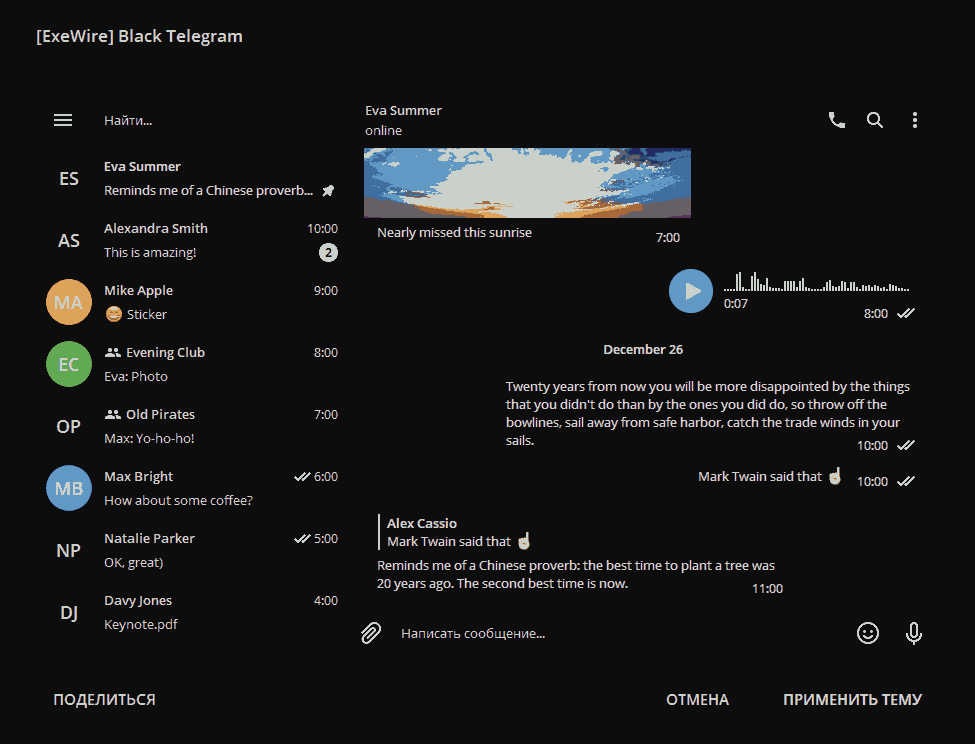 [ExeWire] Black Telegram
Найти...
ES
Eva Summer
Reminds me of a Chinese proverb...
AS
Alexandra Smith
10:00
This is amazing!
2
MA
Mike Apple
9:00
Sticker
EC
Evening Club
8:00
Eva: Photo
OP
Old Pirates
7:00
Max: Yo-ho-ho!
MB
Max Bright
6:00
How about some coffee?
NP
Natalie Parker
5:00
OK, great)
DJ
Davy Jones
4:00
Keynote.pdf
Eva Summer
online
Nearly missed this sunrise
7:00
0:07
8:00
December 26
Twenty years from now you will be more disappointed by the things
that you didn't do than by the ones you did do, so throw off the
bowlines, sail away from safe harbor, catch the trade winds in your
sails.
10:00
Mark Twain said that ☝
10:00
Alex Cassio
Mark Twain said that ☝
Reminds me of a Chinese proverb: the best time to plant a tree was
20 years ago. The second best time is now.
11:00
Написать сообщение...
ПОДЕЛИТЬСЯ
ОТМЕНА
ПРИМЕНИТЬ ТЕМУ